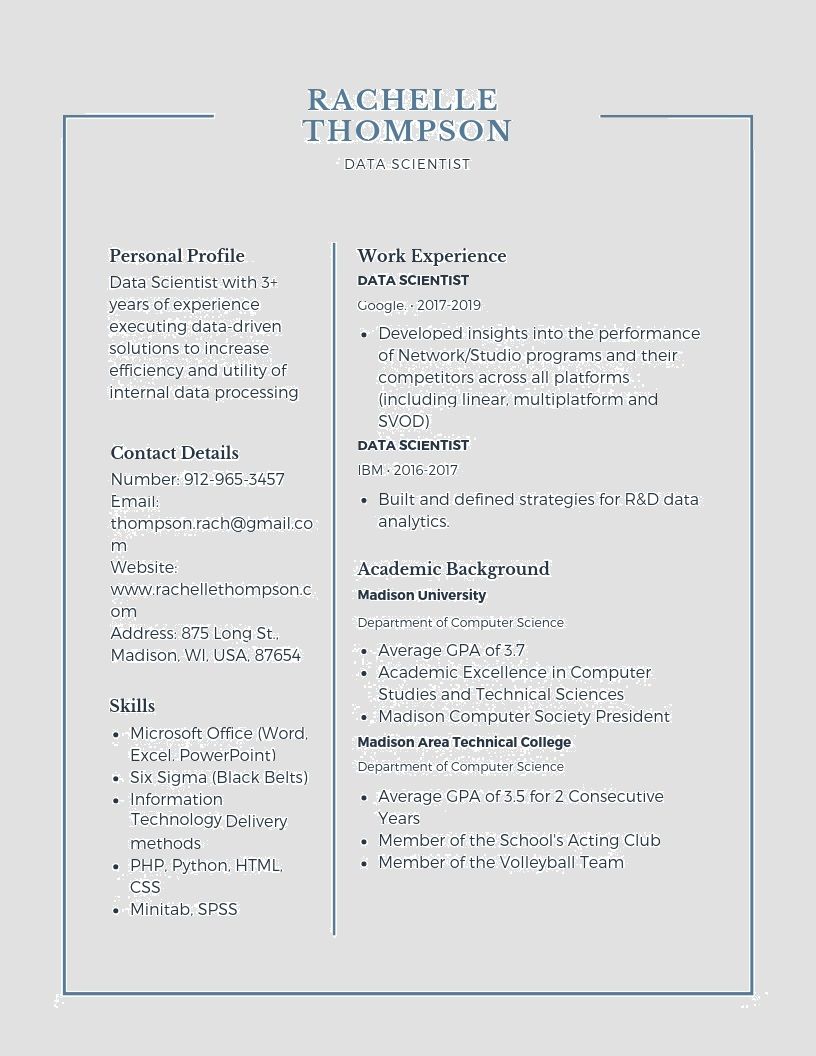 RACHELLE
THOMPSON
DATA SCIENTIST
Personal Profile
Data Scientist with 3+
years of experience
executing data-driven
solutions to increase
efficiency and utility of
internal data processing
Contact Details
Number: 912-965-3457
Email:
thompson.rach@gmail.co
m
Website:
www.rachellethompson.c
om
Address: 875 Long St.,
Madison, WI, USA, 87654
Skills
• Microsoft Office (Word,
Excel, PowerPoint)
• Six Sigma (Black Belts)
• Information
Technology Delivery
methods
• PHP, Python, HTML,
CSS
• Minitab, SPSS
Work Experience
DATA SCIENTIST
Google, • 2017-2019
• Developed insights into the performance
of Network/Studio programs and their
competitors across all platforms
(including linear, multiplatform and
SVOD)
DATA SCIENTIST
IBM • 2016-2017
• Built and defined strategies for R&D data
analytics.
Academic Background
Madison University
Department of Computer Science
• Average GPA of 3.7
• Academic Excellence in Computer
Studies and Technical Sciences
• Madison Computer Society President
Madison Area Technical College
Department of Computer Science
• Average GPA of 3.5 for 2 Consecutive
Years
• Member of the School's Acting Club
• Member of the Volleyball Team